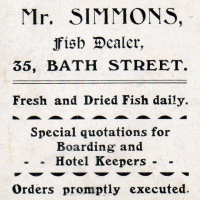 Mr. SIMMONS,
Fish Dealer,
35, BATH STREET.
Fresh and Dried Fish daily.
Special quotations for
Boarding and
- - Hotel Keepers - -
Orders promptly executed.